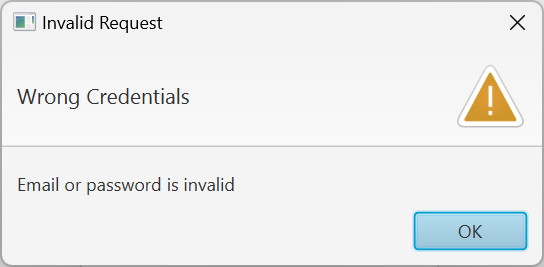 Invalid Request
Wrong Credentials
Email or password is invalid
OK